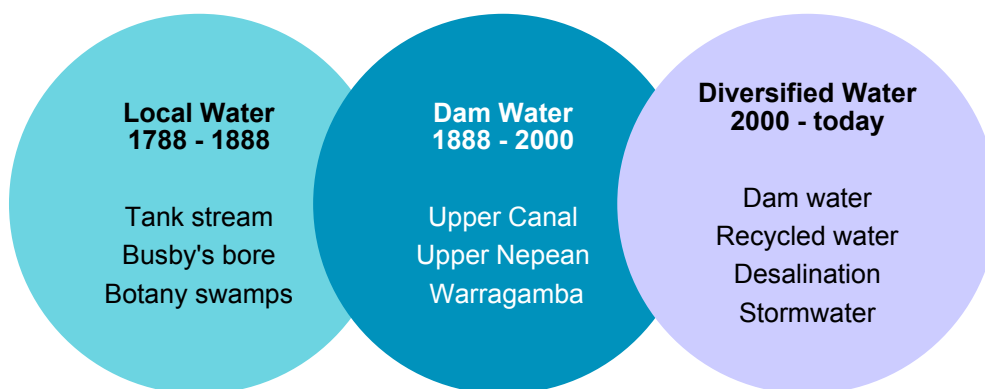 Local Water
1788 - 1888
Tank stream
Busby's bore
Botany swamps
Dam Water
1888 - 2000
Upper Canal
Upper Nepean
Warragamba
Diversified Water
2000 - today
Dam water
Recycled water
Desalination
Stormwater